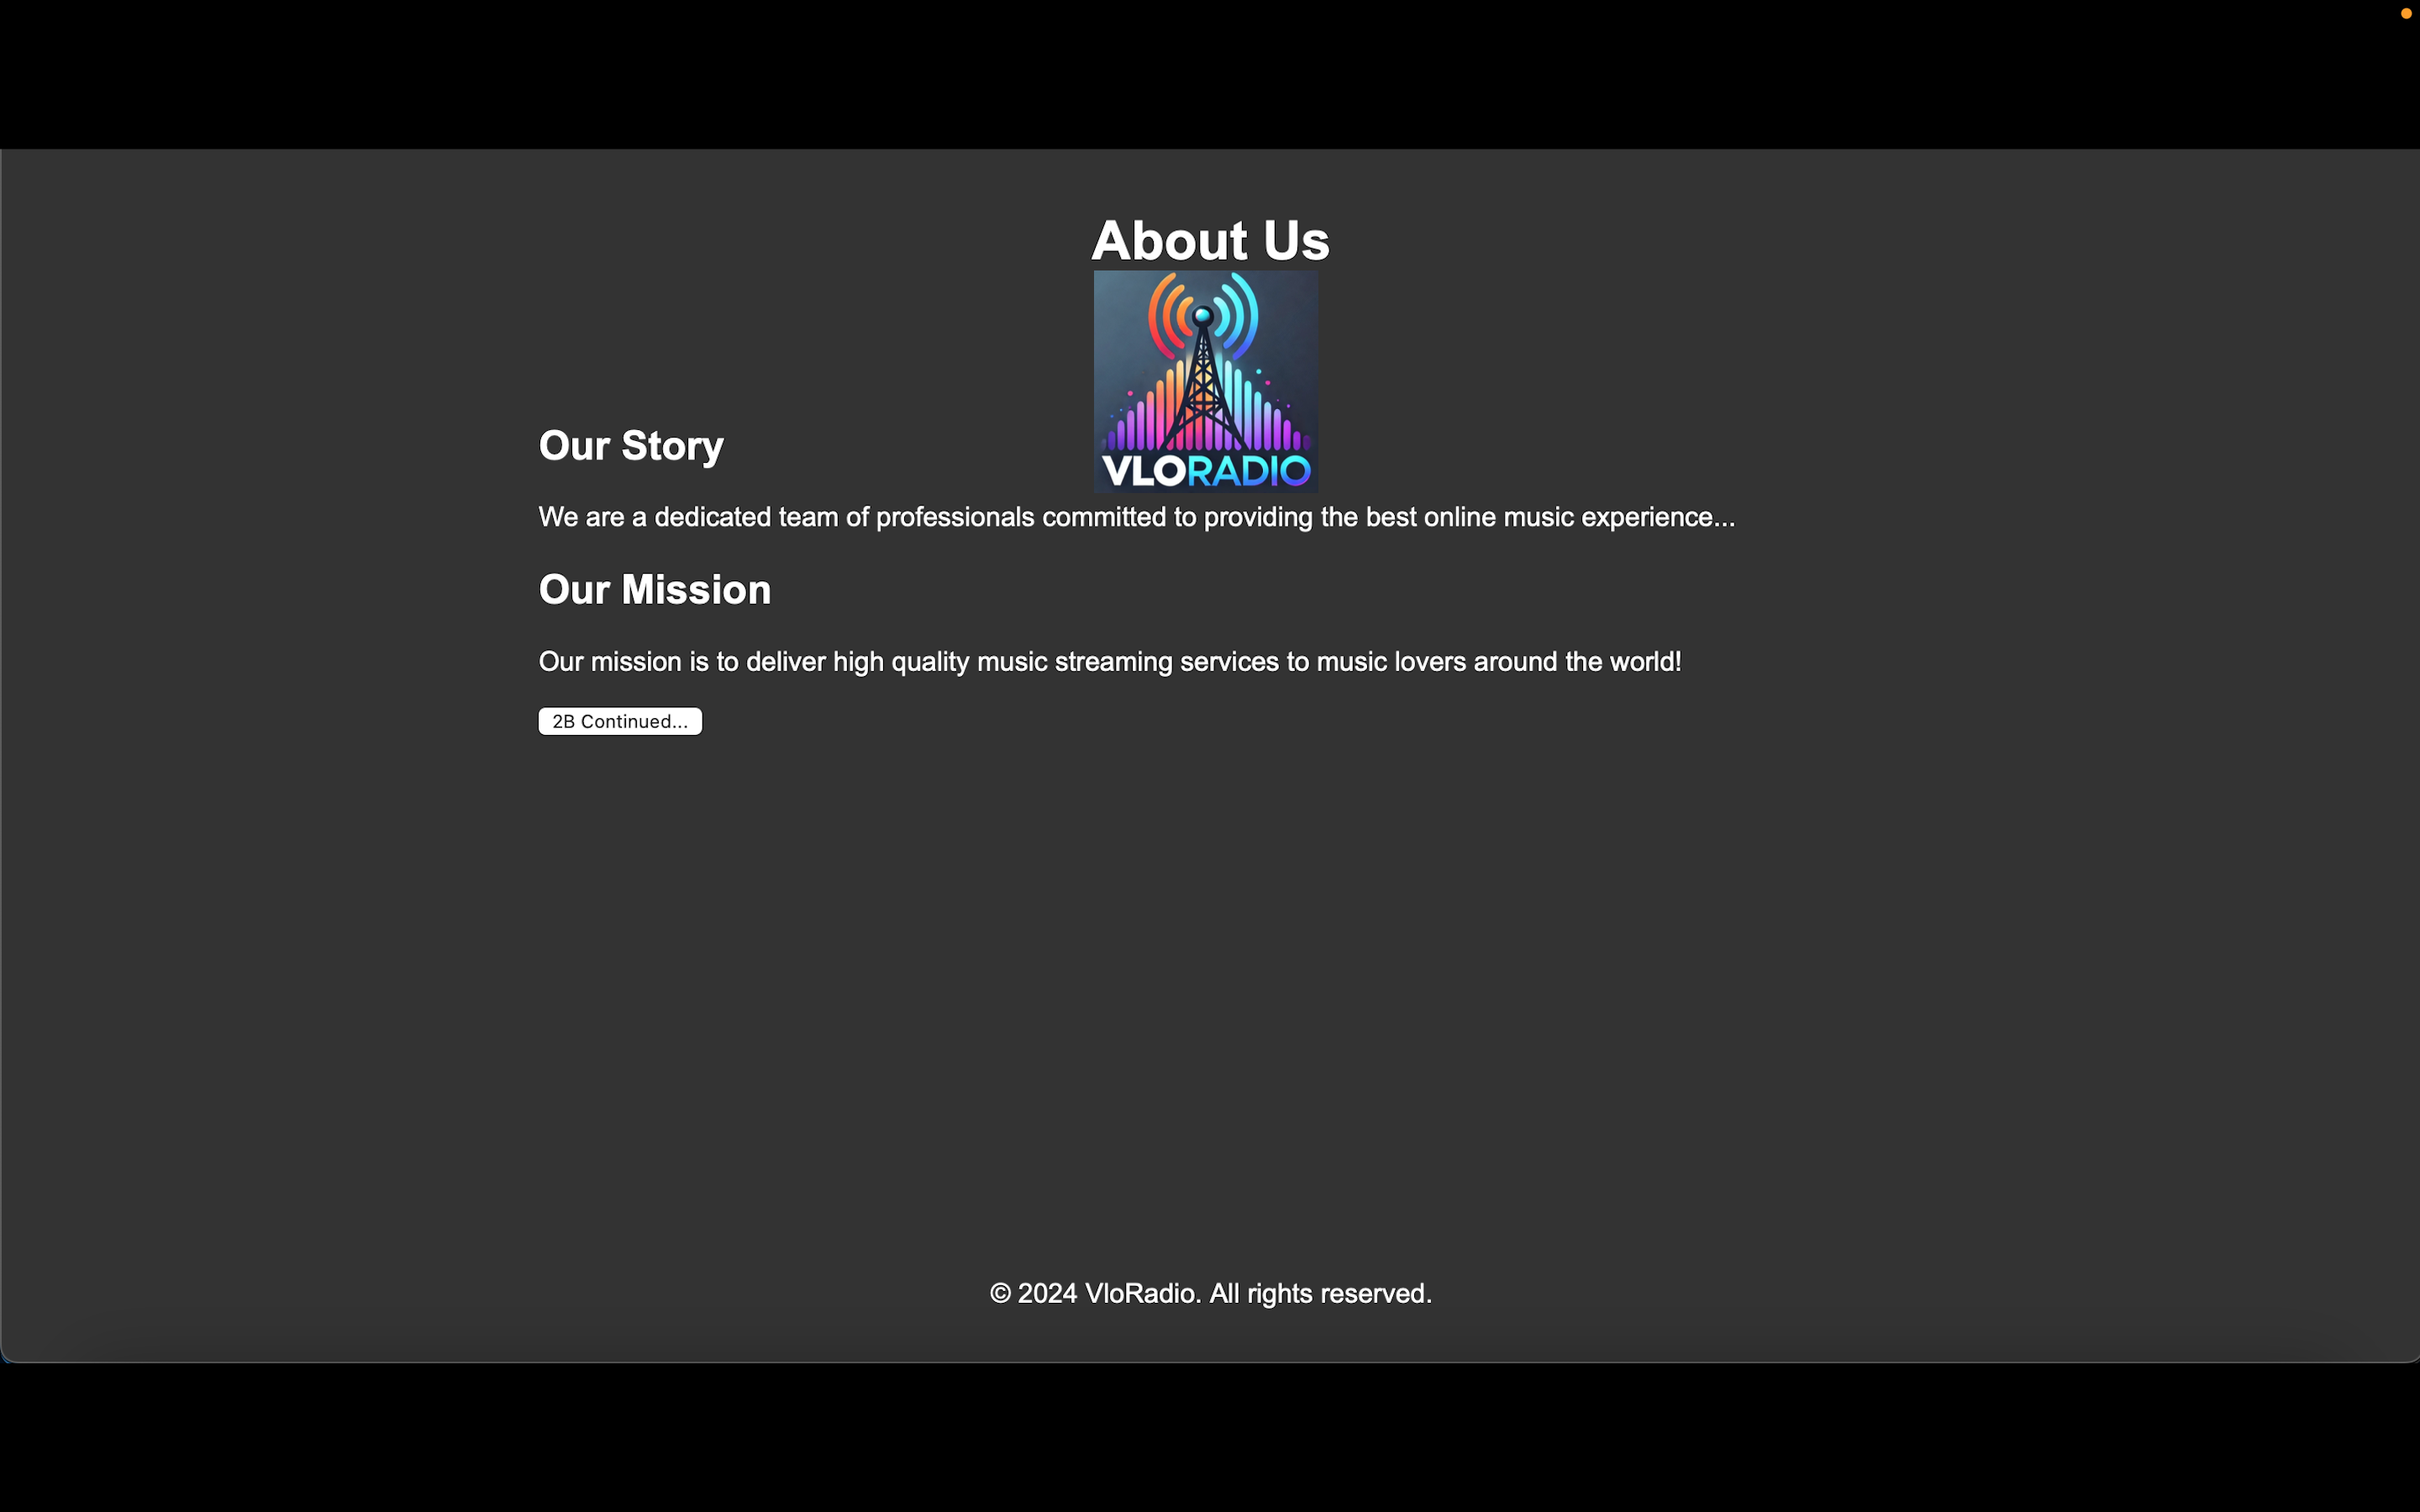 About Us
VLORADIO
Our Story
We are a dedicated team of professionals committed to providing the best online music experience...
Our Mission
Our mission is to deliver high quality music streaming services to music lovers around the world!
2B Continued...
© 2024 VloRadio. All rights reserved.